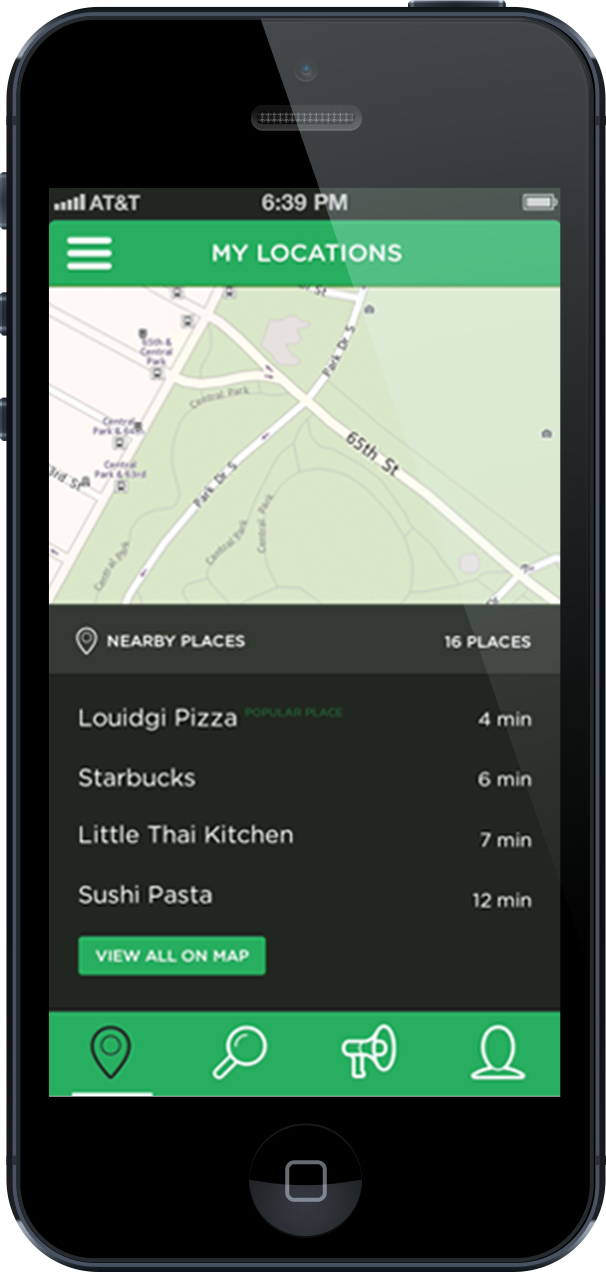 AT&T 6:39 PM
MY LOCATIONS
65th &
Central
Park
Central
Central
Park & 63rd
3rd St
Central Park
Park Dr S
65th St
Park Dr S
Central Park
Central Park
Central Park
NEARBY PLACES 16 PLACES
Louidgi Pizza POPULAR PLACE 4 min
Starbucks 6 min
Little Thai Kitchen 7 min
Sushi Pasta 12 min
VIEW ALL ON MAP